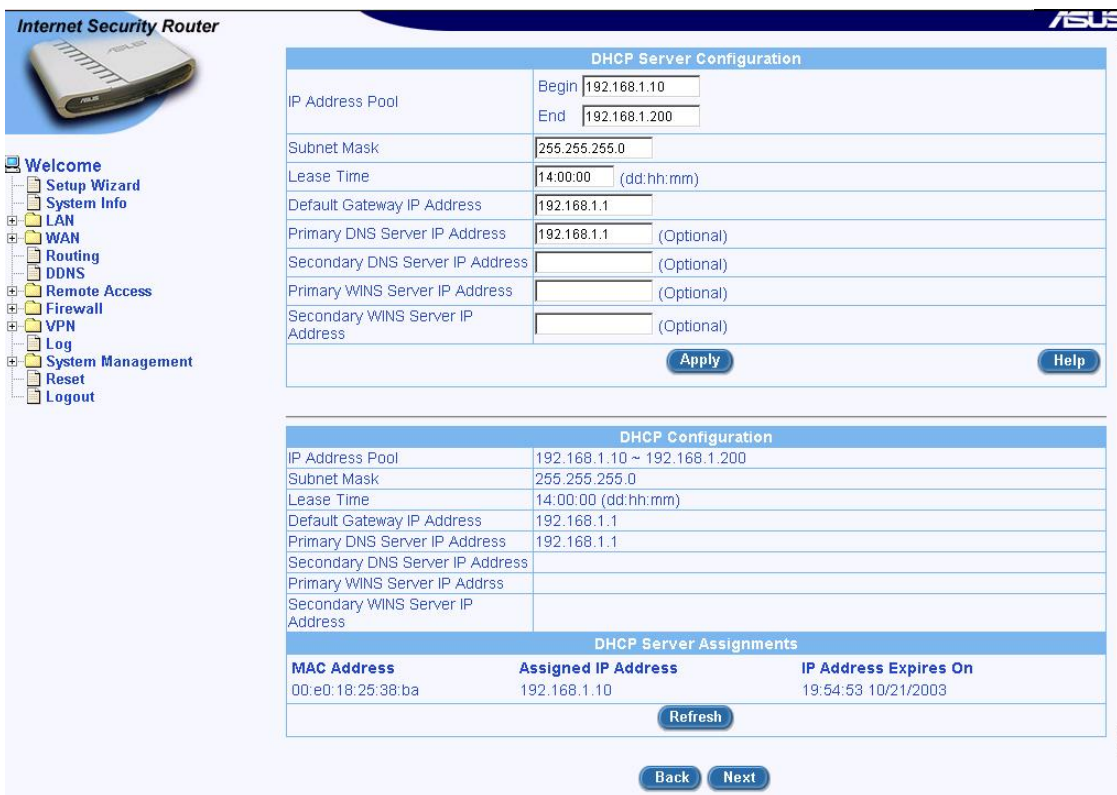 Internet Security Router
ASUS
ASUS
Welcome
Setup Wizard
System Info
LAN
WAN
Routing
DDNS
Remote Access
Firewall
VPN
Log
System Management
Reset
Logout
DHCP Server Configuration
IP Address Pool
Begin 192.168.1.10
End 192.168.1.200
Subnet Mask 255.255.255.0
Lease Time 14:00:00 (dd:hh:mm)
Default Gateway IP Address 192.168.1.1
Primary DNS Server IP Address 192.168.1.1 (Optional)
Secondary DNS Server IP Address (Optional)
Primary WINS Server IP Address (Optional)
Secondary WINS Server IP
Address (Optional)
Apply Help
DHCP Configuration
IP Address Pool 192.168.1.10 ~ 192.168.1.200
Subnet Mask 255.255.255.0
Lease Time 14:00:00 (dd:hh:mm)
Default Gateway IP Address 192.168.1.1
Primary DNS Server IP Address 192.168.1.1
Secondary DNS Server IP Address
Primary WINS Server IP Addrss
Secondary WINS Server IP
Address
DHCP Server Assignments
MAC Address Assigned IP Address IP Address Expires On
00:e0:18:25:38:ba 192.168.1.10 19:54:53 10/21/2003
Refresh
Back Next